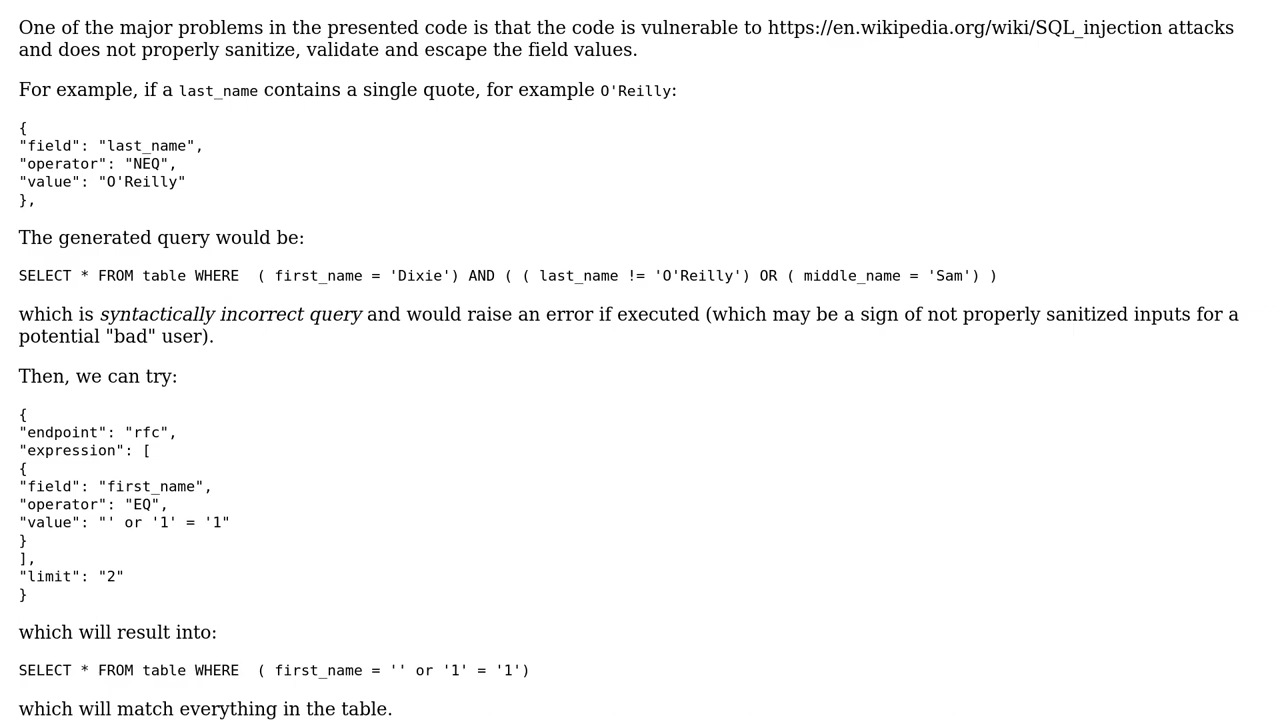 One of the major problems in the presented code is that the code is vulnerable to https://en.wikipedia.org/wiki/SQL_injection attacks
and does not properly sanitize, validate and escape the field values.
For example, if a last_name contains a single quote, for example O'Reilly:
{
"field": "last_name",
"operator": "NEQ",
"value": "O'Reilly"
},
The generated query would be:
SELECT * FROM table WHERE  ( first_name = 'Dixie') AND ( ( last_name != 'O'Reilly') OR ( middle_name = 'Sam') )
which is syntactically incorrect query and would raise an error if executed (which may be a sign of not properly sanitized inputs for a
potential "bad" user).
Then, we can try:
{
"endpoint": "rfc",
"expression": [
{
"field": "first_name",
"operator": "EQ",
"value": "' or '1' = '1"
}
],
"limit": "2"
}
which will result into:
SELECT * FROM table WHERE  ( first_name = '' or '1' = '1')
which will match everything in the table.